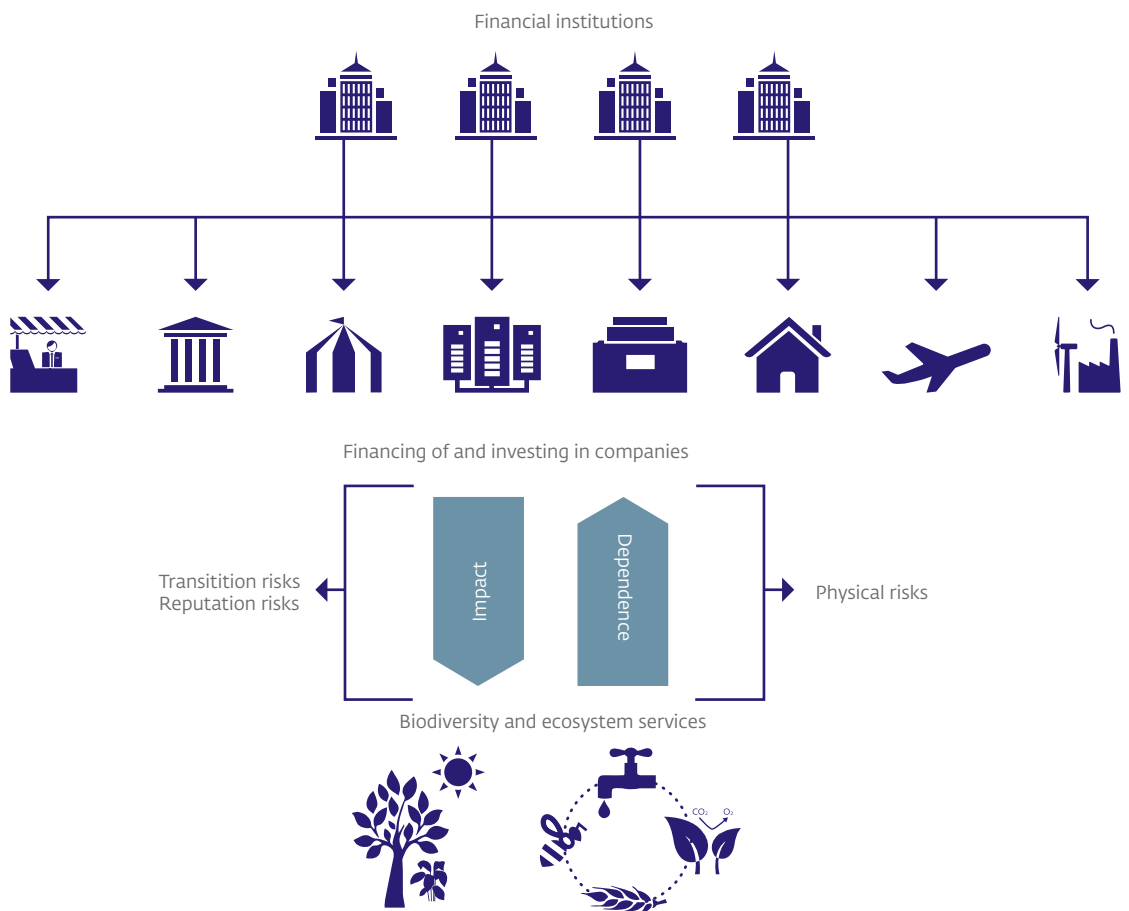 Financial institutions
Financing of and investing in companies
Impact
Dependence
Transitition risks
Reputation risks
Physical risks
Biodiversity and ecosystem services
CO₂
O₂